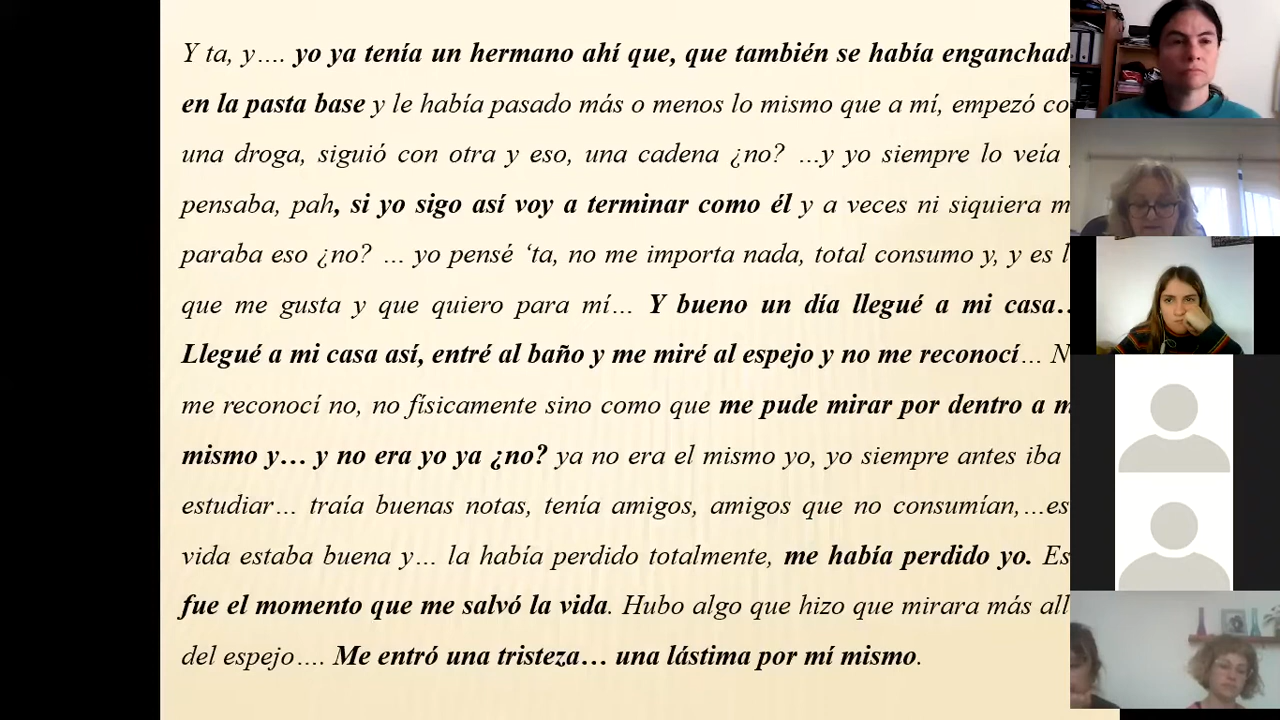 Y ta, y…. yo ya tenía un hermano ahí que, que también se había enganchad
en la pasta base y le había pasado más o menos lo mismo que a mí, empezó co
una droga, siguió con otra y eso, una cadena ¿no? …y yo siempre lo veía
pensaba, pah, si yo sigo así voy a terminar como él y a veces ni siquiera m
paraba eso ¿no? … yo pensé ‘ta, no me importa nada, total consumo y, y es l
que me gusta y que quiero para mí… Y bueno un día llegué a mi casa..
Llegué a mi casa así, entré al baño y me miré al espejo y no me reconocí… N
me reconocí no, no físicamente sino como que me pude mirar por dentro a m
mismo y… y no era yo ya ¿no? ya no era el mismo yo, yo siempre antes iba
estudiar… traía buenas notas, tenía amigos, amigos que no consumían,…es
vida estaba buena y… la había perdido totalmente, me había perdido yo. Es
fue el momento que me salvó la vida. Hubo algo que hizo que mirara más all
del espejo…. Me entró una tristeza… una lástima por mí mismo.